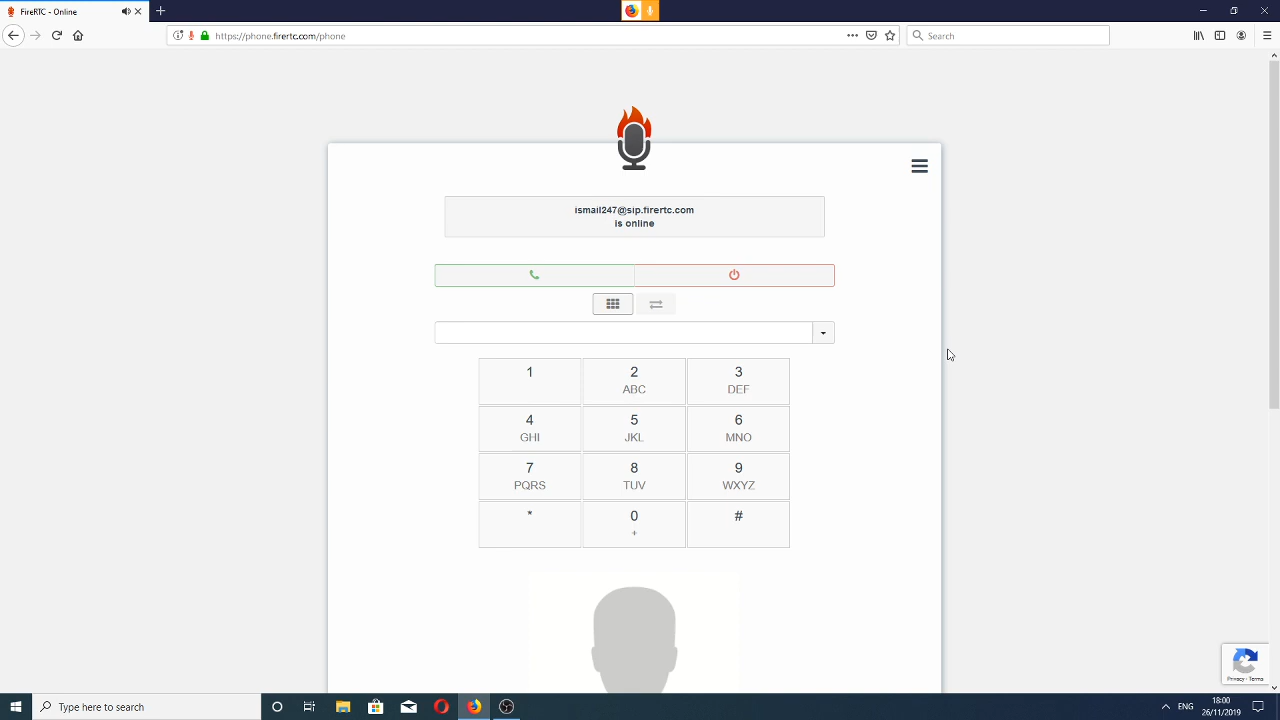 FireRTC - Online
https://phone.firertc.com/phone
Search
ismail247@sip.firertc.com
is online
1
2
ABC
3
DEF
4
GHI
5
JKL
6
MNO
7
PQRS
8
TUV
9
WXYZ
*
0
+
#
Privacy - Terms
Type here to search
ENG
18:00
26/11/2019